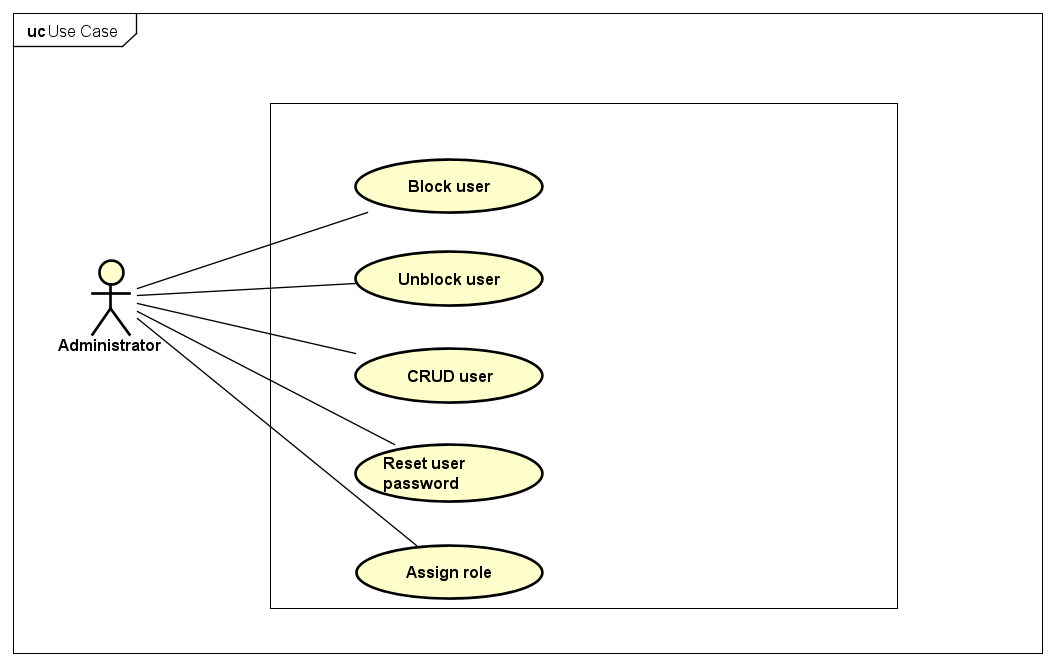 uc Use Case
Block user
Unblock user
Administrator
CRUD user
Reset user
password
Assign role